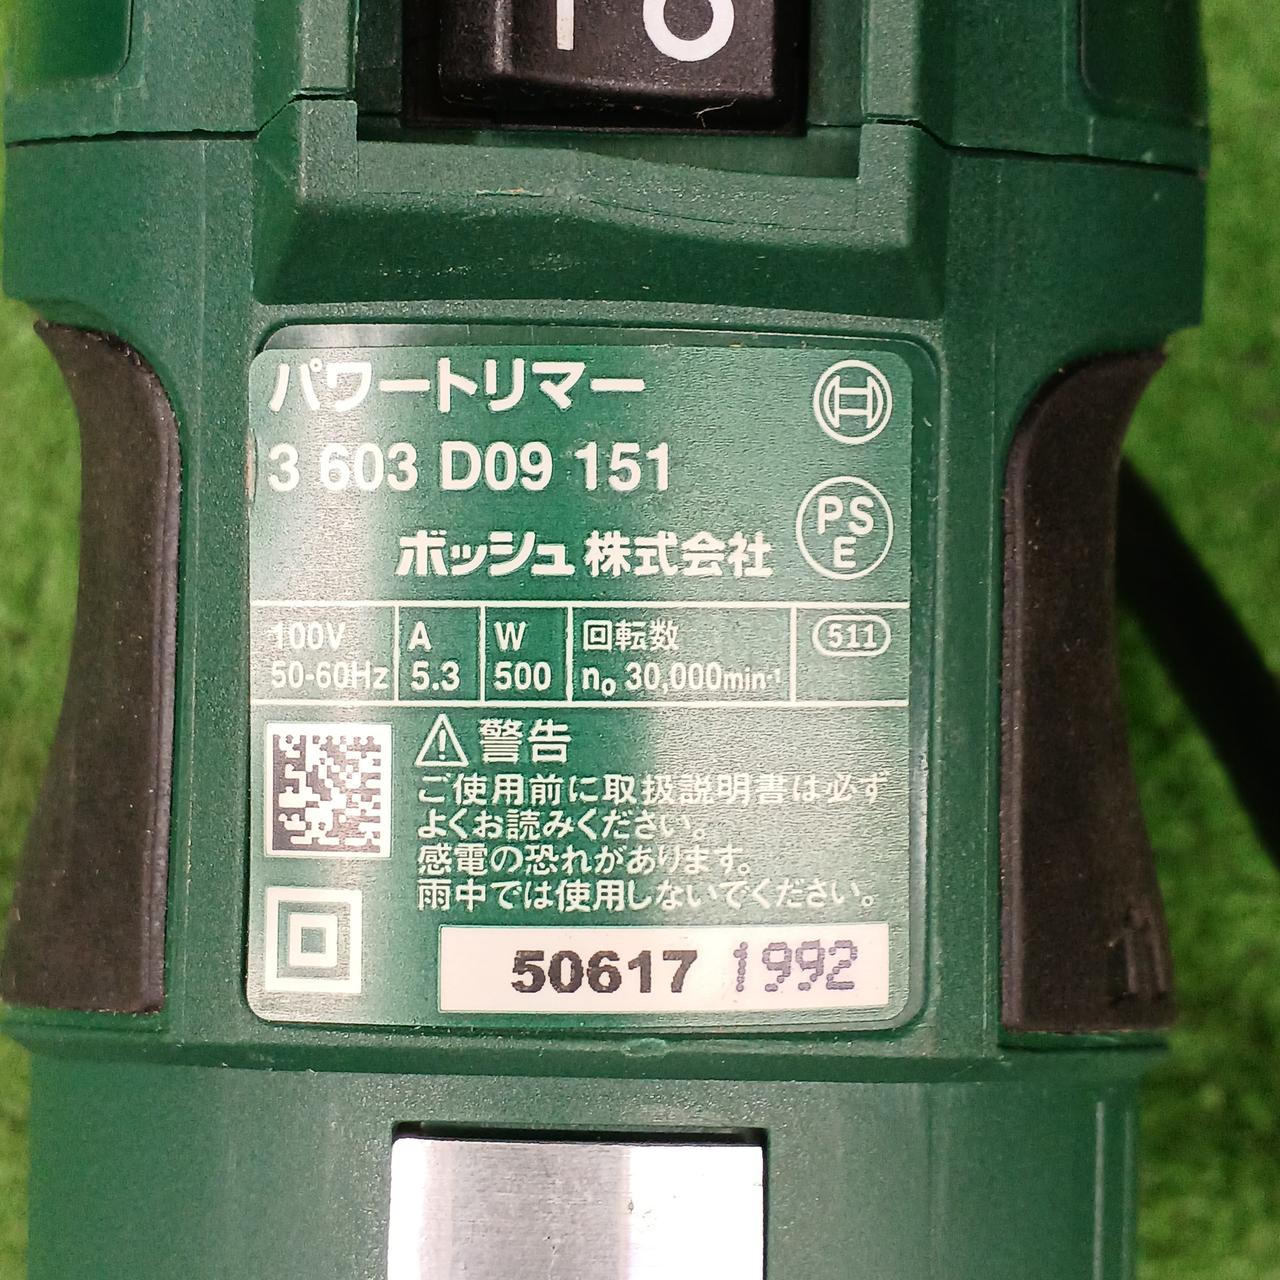 I O
パワートリマー
3 603 D09 151
ボッシュ 株式会社
PS
E
100V
50-60Hz
A
5.3
W
500
回転数
n₀ 30,000min⁻¹
511
警告
ご使用前に取扱説明書は必ず
よくお読みください。
感電の恐れがあります。
雨中では使用しないでください。
50617 1992